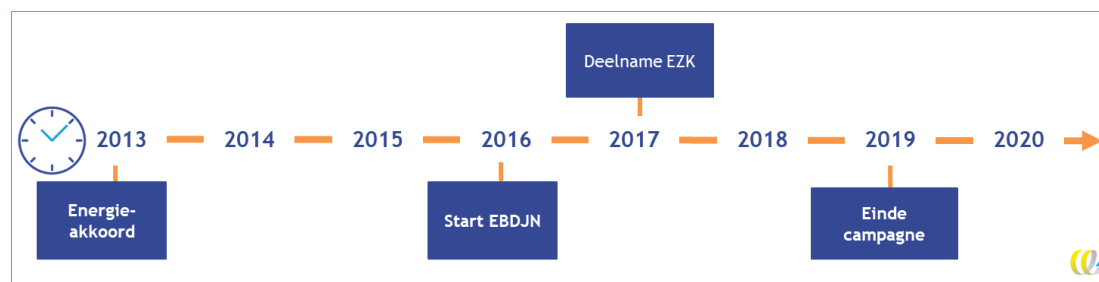 Deelname EZK
2013 2014 2015 2016 2017 2018 2019 2020
Energie-
akkoord
Start EBDJN
Einde
campagne